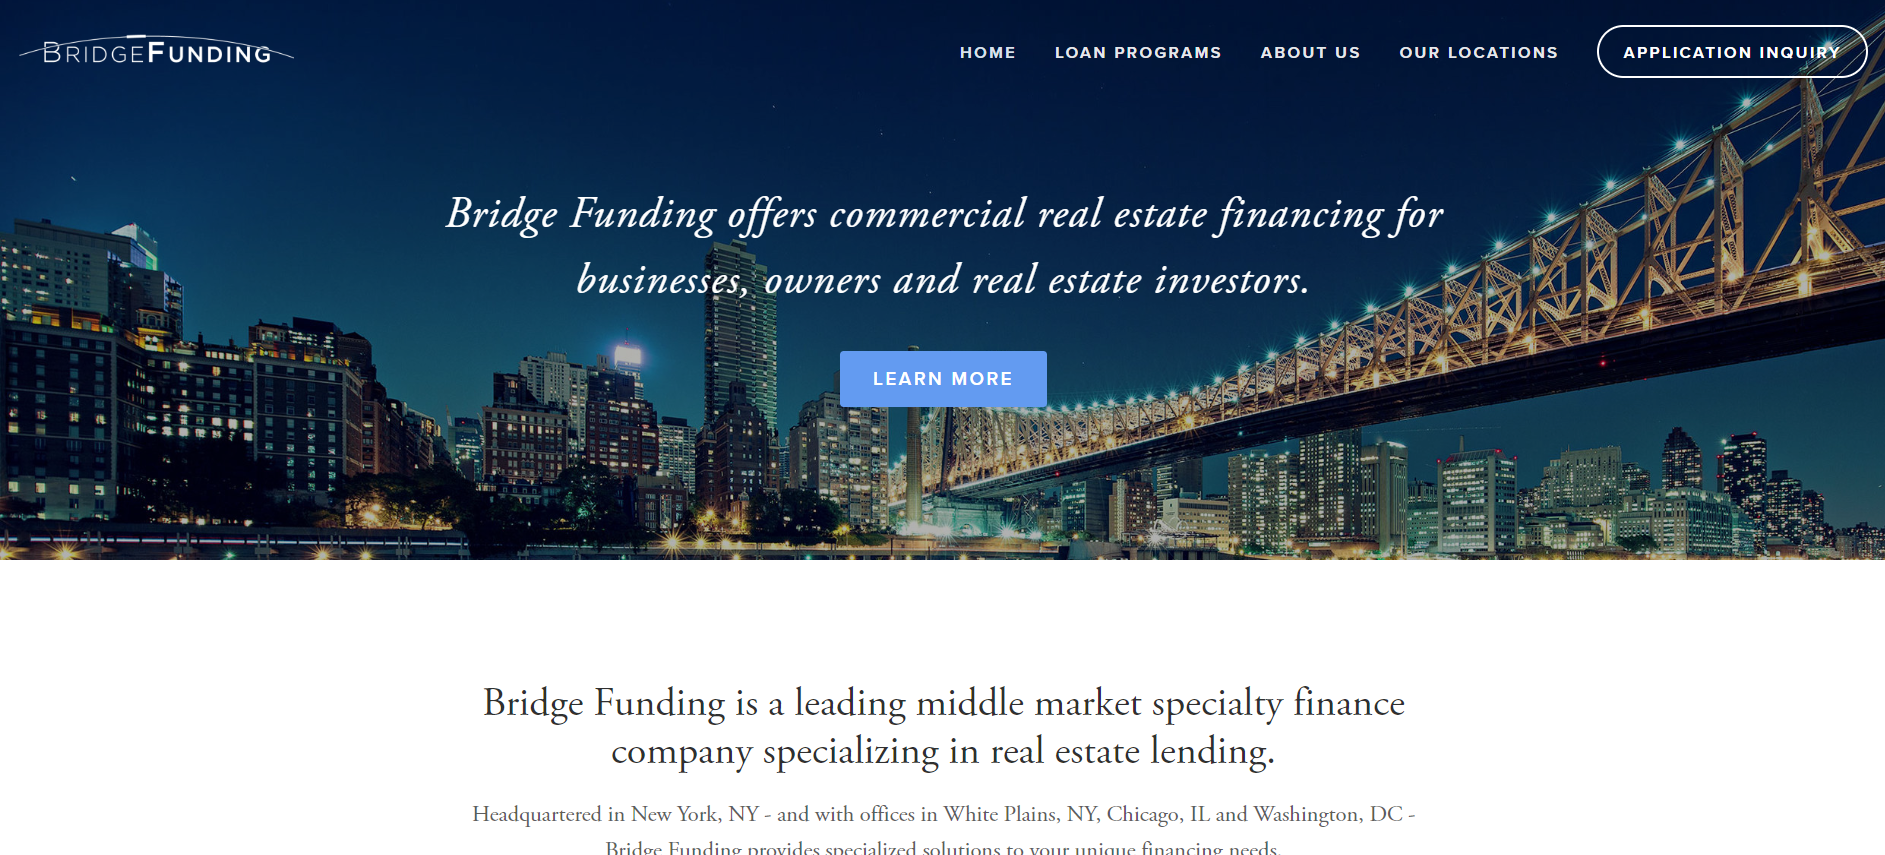 BRIDGEFUNDING
HOME LOAN PROGRAMS ABOUT US OUR LOCATIONS APPLICATION INQUIRY
Bridge Funding offers commercial real estate financing for
businesses, owners and real estate investors.
LEARN MORE
Bridge Funding is a leading middle market specialty finance
company specializing in real estate lending.
Headquartered in New York, NY - and with offices in White Plains, NY, Chicago, IL and Washington, DC -
Bridge Funding provides specialized solutions to your unique financing needs.